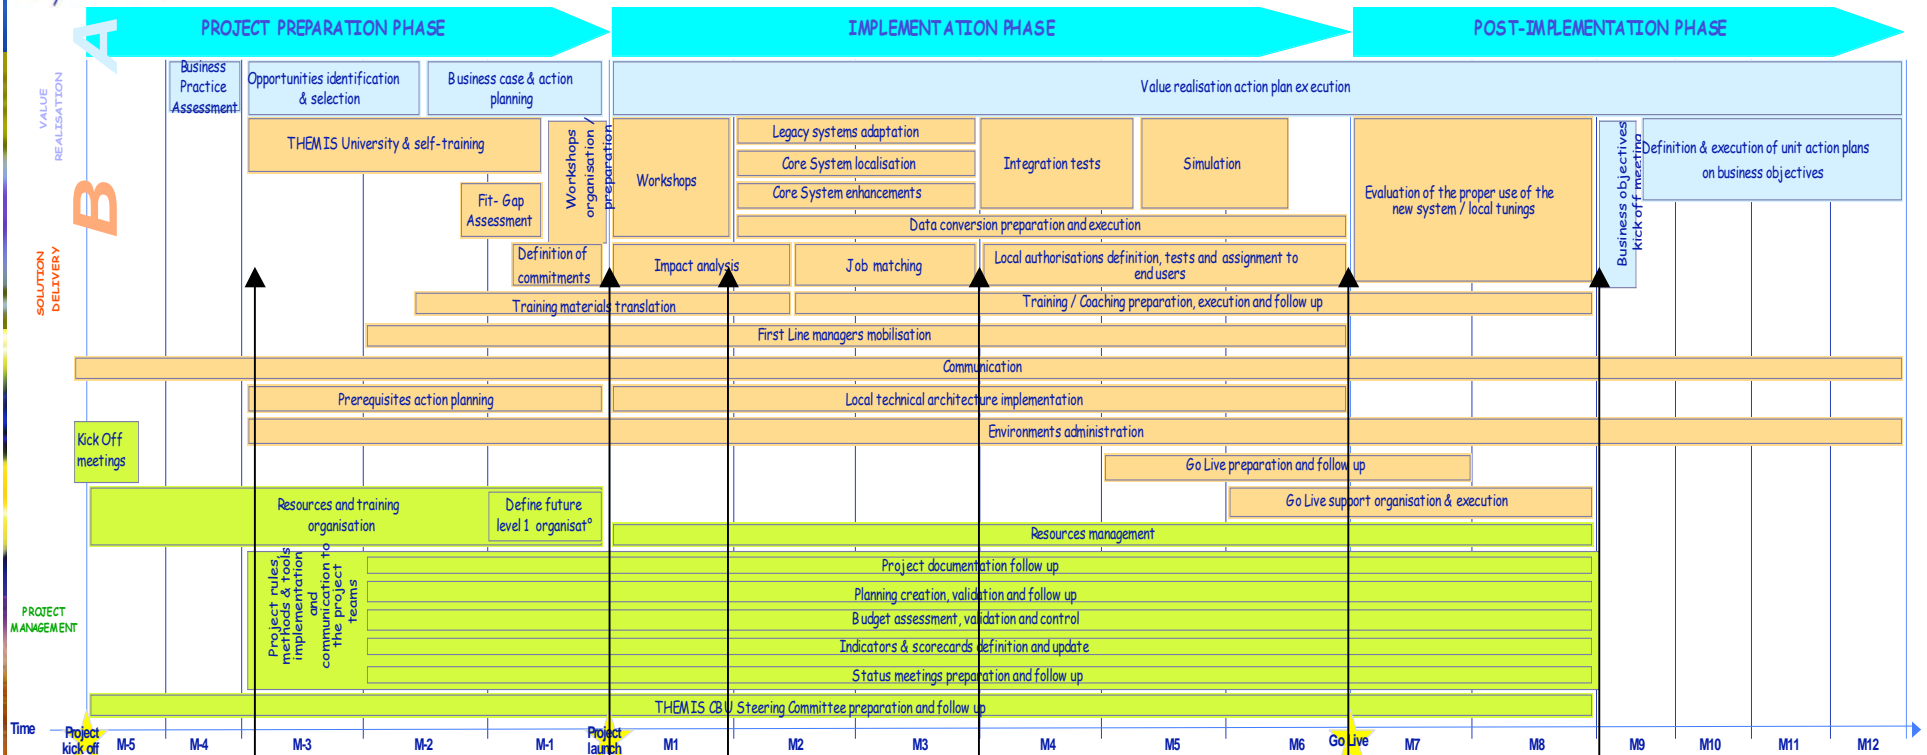 PROJECT PREPARATION PHASE
IMPLEMENTATION PHASE
POST-IMPLEMENTATION PHASE
A
VALUE
REALISATION
Business
Practice
Assessment
Opportunities identification
& selection
Business case & action
planning
Value realisation action plan execution
B
SOLUTION
DELIVERY
THEMIS University & self-training
Workshops
organisation /
preparation
Fit- Gap
Assessment
Definition of
commitments
Workshops
Legacy systems adaptation
Core System localisation
Core System enhancements
Integration tests
Simulation
Data conversion preparation and execution
Impact analysis
Job matching
Local authorisations definition, tests and assignment to
end users
Evaluation of the proper use of the
new system / local tunings
Business objectives
kick off meeting
Definition & execution of unit action plans
on business objectives
Training materials translation
Training / Coaching preparation, execution and follow up
First Line managers mobilisation
Communication
Prerequisites action planning
Local technical architecture implementation
Environments administration
Kick Off
meetings
Go Live preparation and follow up
Go Live support organisation & execution
Resources and training
organisation
Define future
level 1 organisat°
Resources management
PROJECT
MANAGEMENT
Project rules,
methods & tools
implementation
and
communication to
the project
teams
Project documentation follow up
Planning creation, validation and follow up
Budget assessment, validation and control
Indicators & scorecards definition and update
Status meetings preparation and follow up
THEMIS CBU Steering Committee preparation and follow up
Time
Project
kick off
M-5
M-4
M-3
M-2
M-1
Project
launch
M1
M2
M3
M4
M5
M6
Go Live
M7
M8
M9
M10
M11
M12